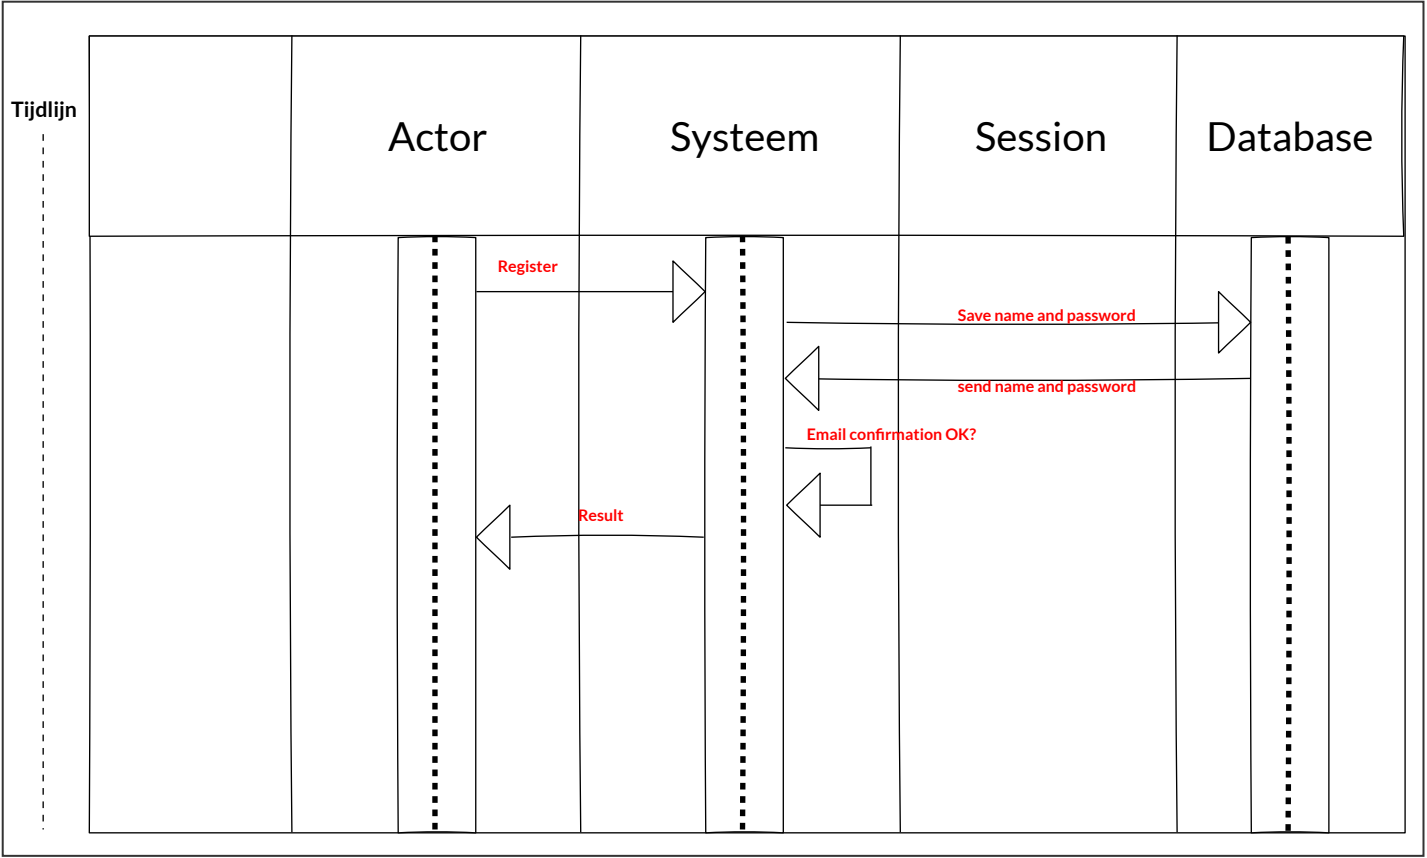 Tijdlijn
Actor
Systeem
Session
Database
Register
Save name and password
send name and password
Email confirmation OK?
Result